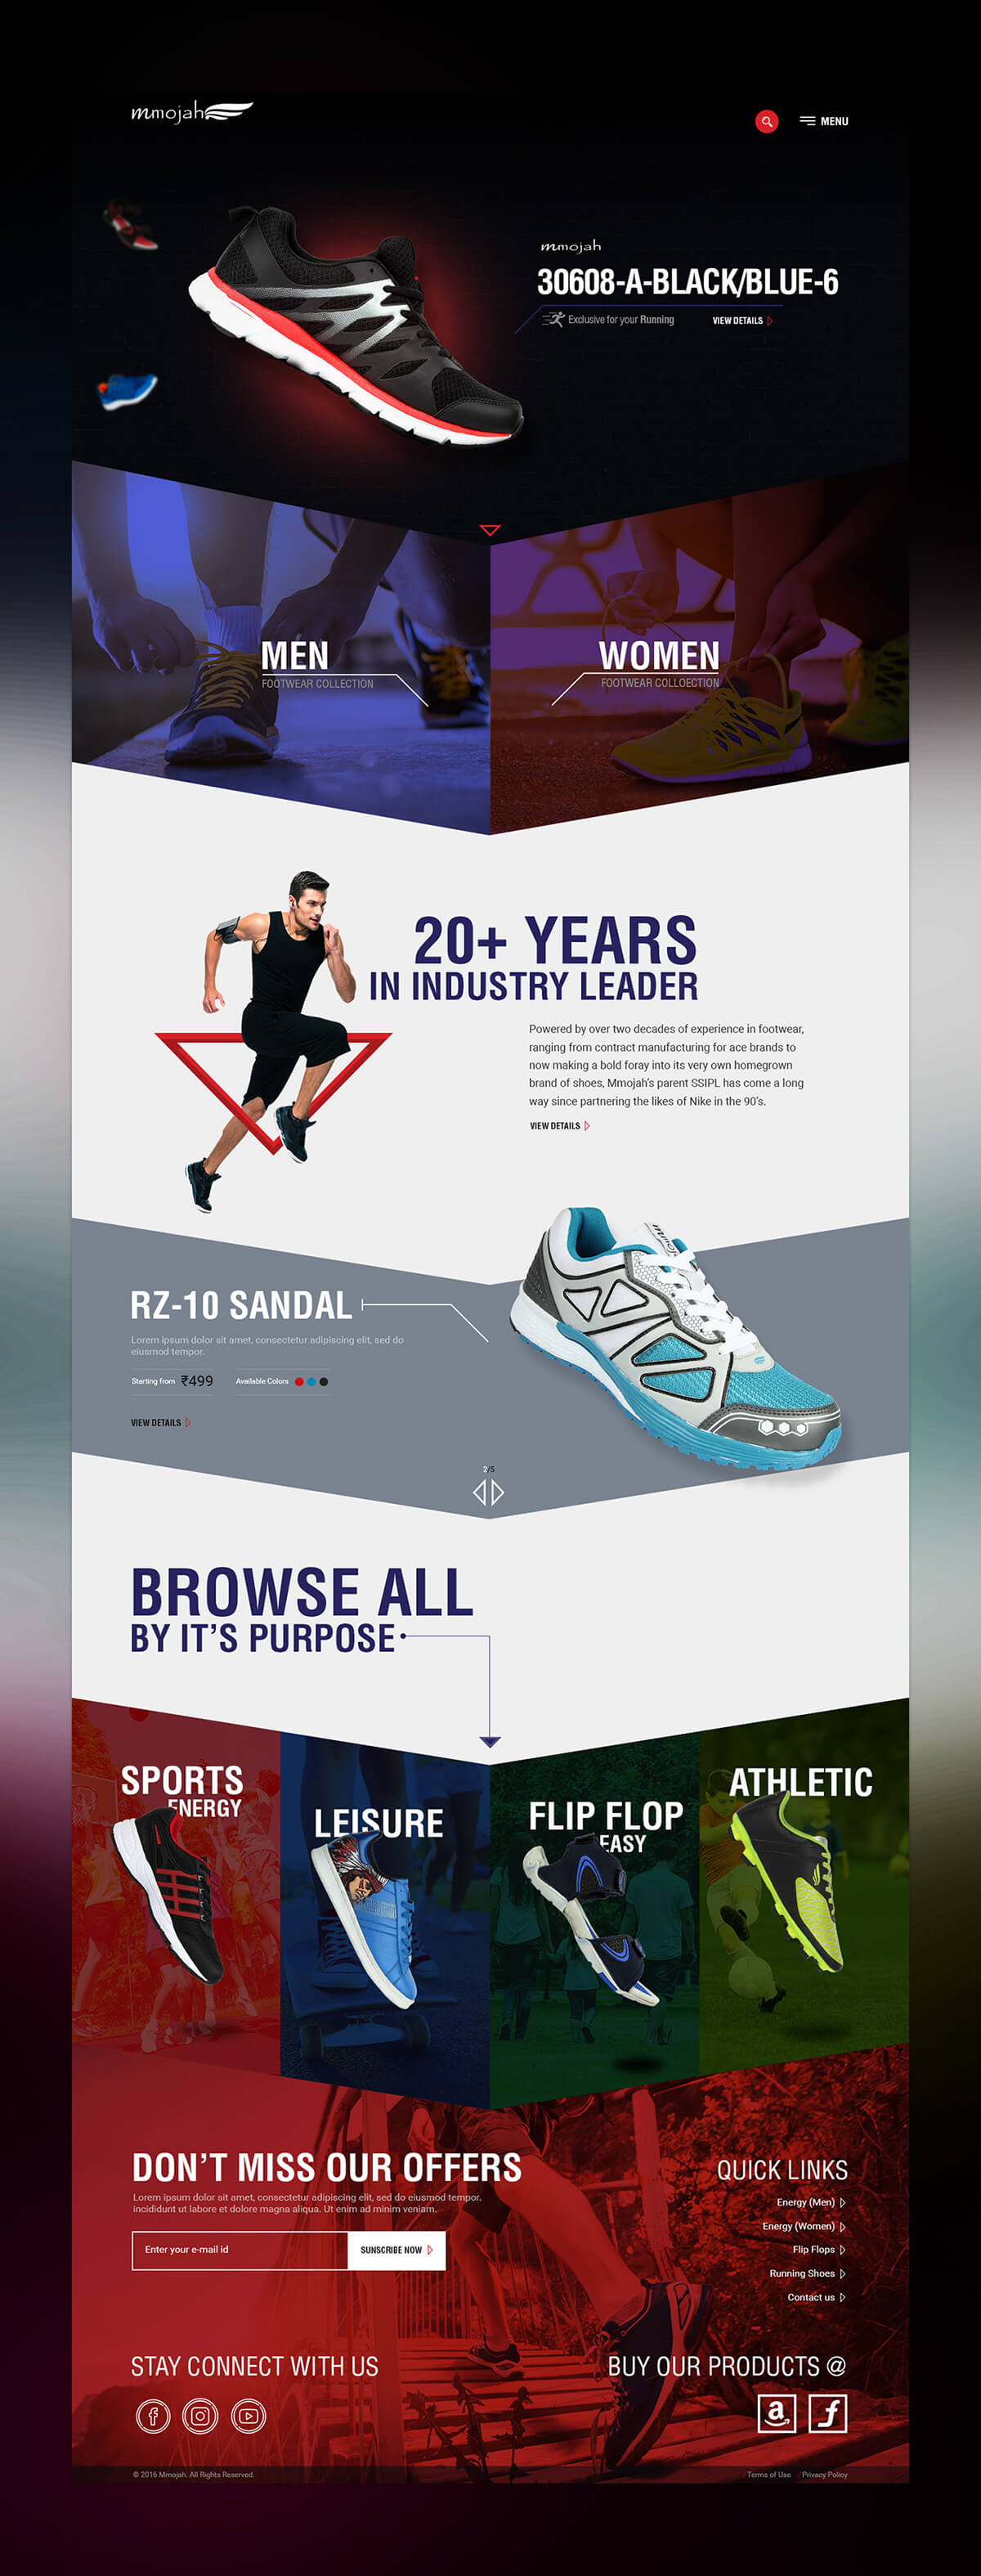 mmojah
MENU
mmojah
30608-A-BLACK/BLUE-6
Exclusive for your Running
VIEW DETAILS
MEN
FOOTWEAR COLLECTION
WOMEN
FOOTWEAR COLLOECTION
20+ YEARS
IN INDUSTRY LEADER
Powered by over two decades of experience in footwear,
ranging from contract manufacturing for ace brands to
now making a bold foray into its very own homegrown
brand of shoes, Mmojah's parent SSIPL has come a long
way since partnering the likes of Nike in the 90's.
VIEW DETAILS
RZ-10 SANDAL
Lorem ipsum dolor sit amet, consectetur adipiscing elit, sed do
eiusmod tempor.
Starting from ₹499
Available Colors
VIEW DETAILS
2/5
BROWSE ALL
BY IT'S PURPOSE
SPORTS
ENERGY
LEISURE
FLIP FLOP
EASY
ATHLETIC
DON'T MISS OUR OFFERS
Lorem ipsum dolor sit amet, consectetur adipiscing elit, sed do eiusmod tempor.
incididunt ut labore et dolore magna aliqua. Ut enim ad minim veniam.
Enter your e-mail id
SUNSCRIBE NOW
QUICK LINKS
Energy (Men)
Energy (Women)
Flip Flops
Running Shoes
Contact us
STAY CONNECT WITH US
BUY OUR PRODUCTS @
© 2016 Mmojah. All Rights Reserved.
/ Terms of Use / Privacy Policy